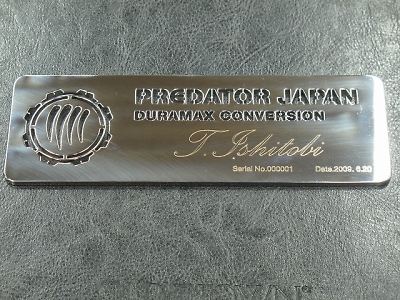 PREDATOR JAPAN
DURAMAX CONVERSION
T. Ishitobi
Serial No.000001 Date.2009. 6.20